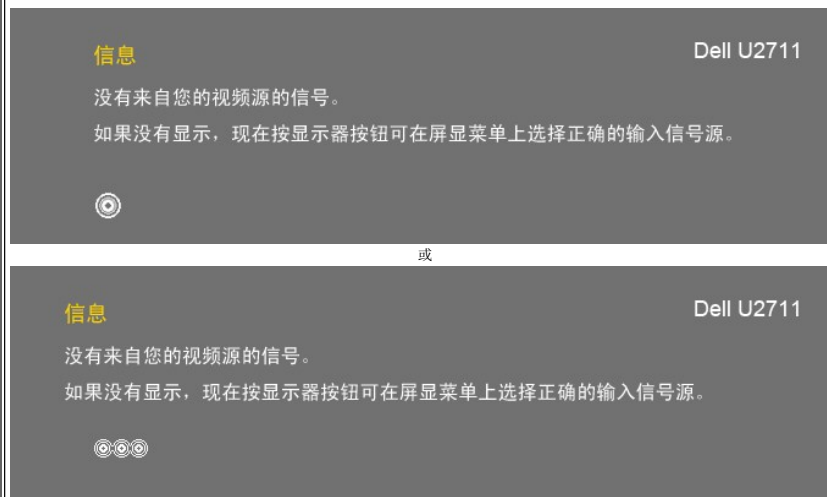 信息
Dell U2711
没有来自您的视频源的信号。
如果没有显示，现在按显示器按钮可在屏显菜单上选择正确的输入信号源。
或
信息
Dell U2711
没有来自您的视频源的信号。
如果没有显示，现在按显示器按钮可在屏显菜单上选择正确的输入信号源。